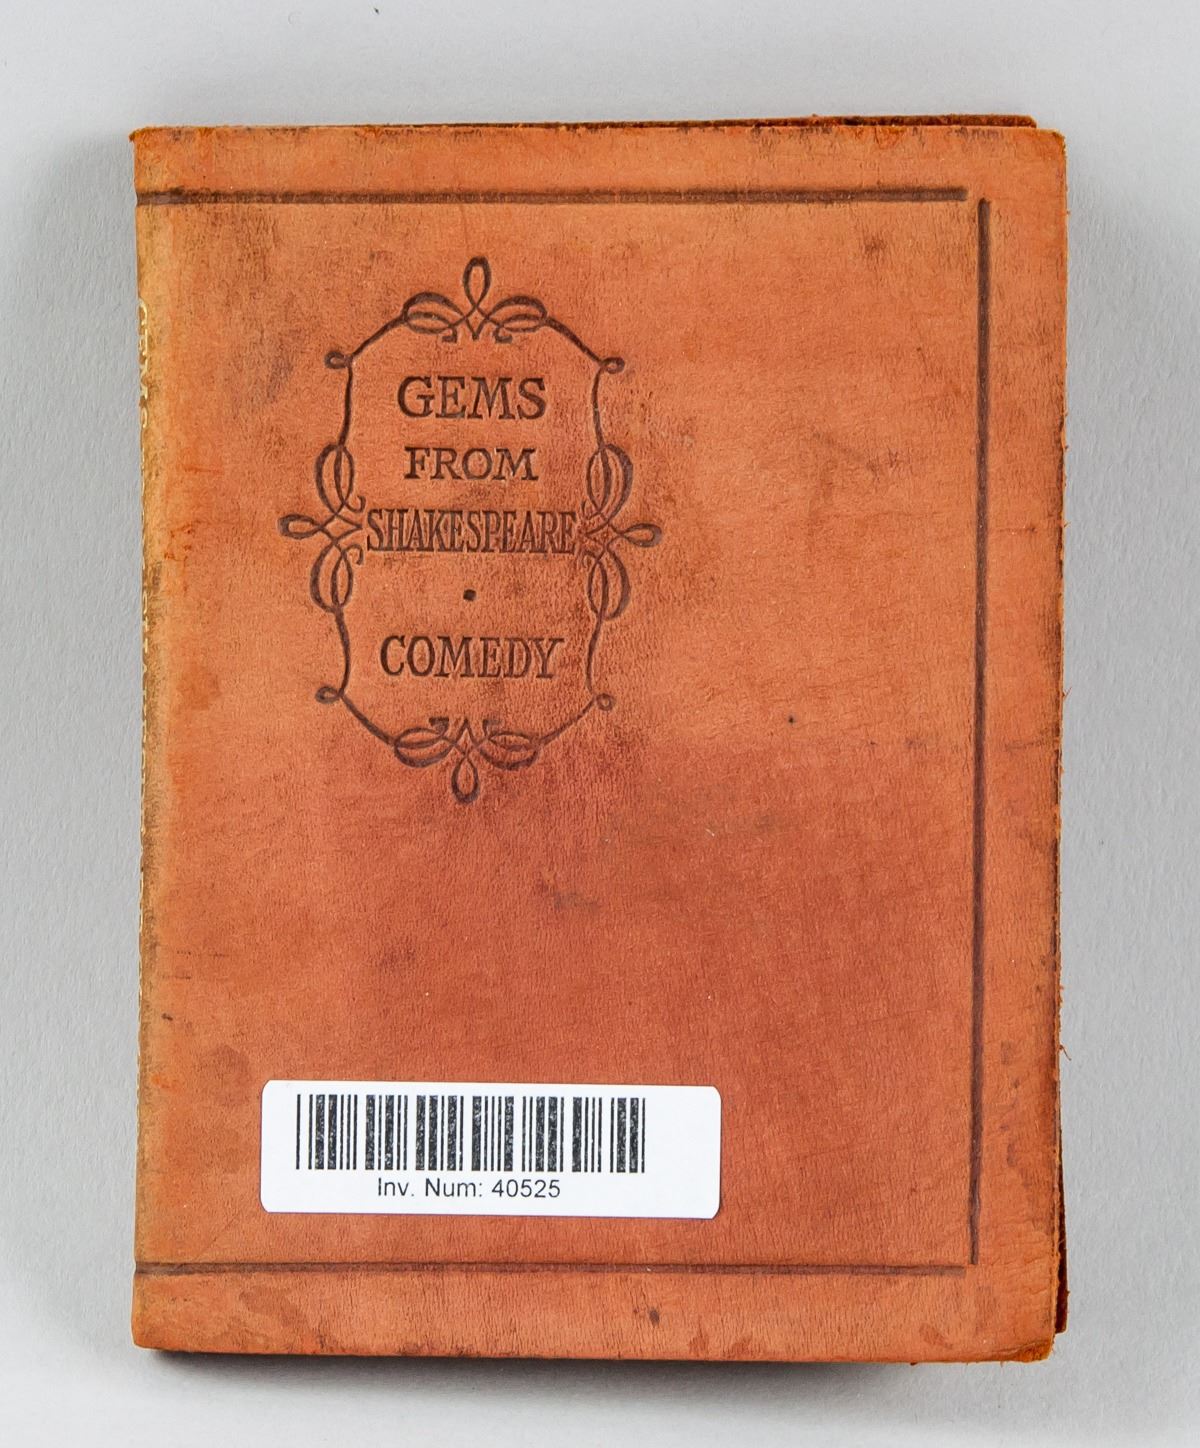 GEMS
FROM
SHAKESPEARE
•
COMEDY
Inv. Num: 40525